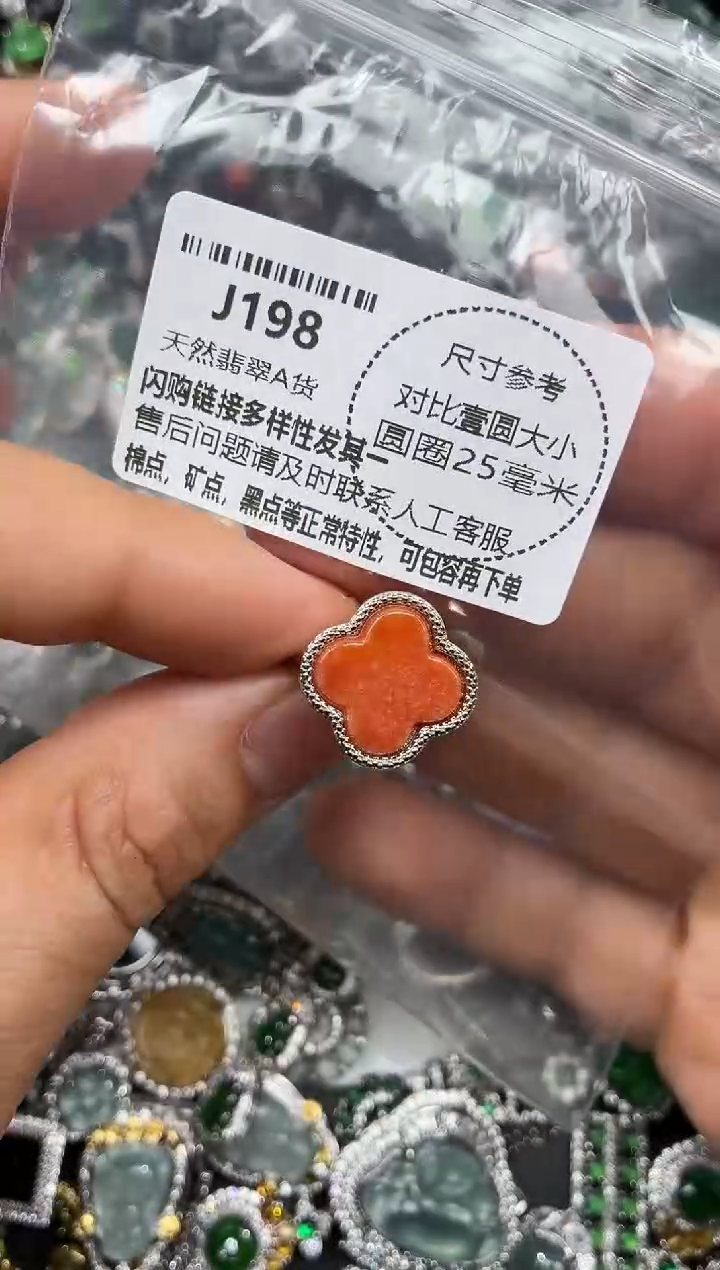 J198
天然翡翠A货
闪购链接多样性发其一
售后问题请及时联系人工客服
棉点，矿点，黑点等正常特性，可包容再下单
尺寸参考
对比壹圆大小
圆圈25毫米